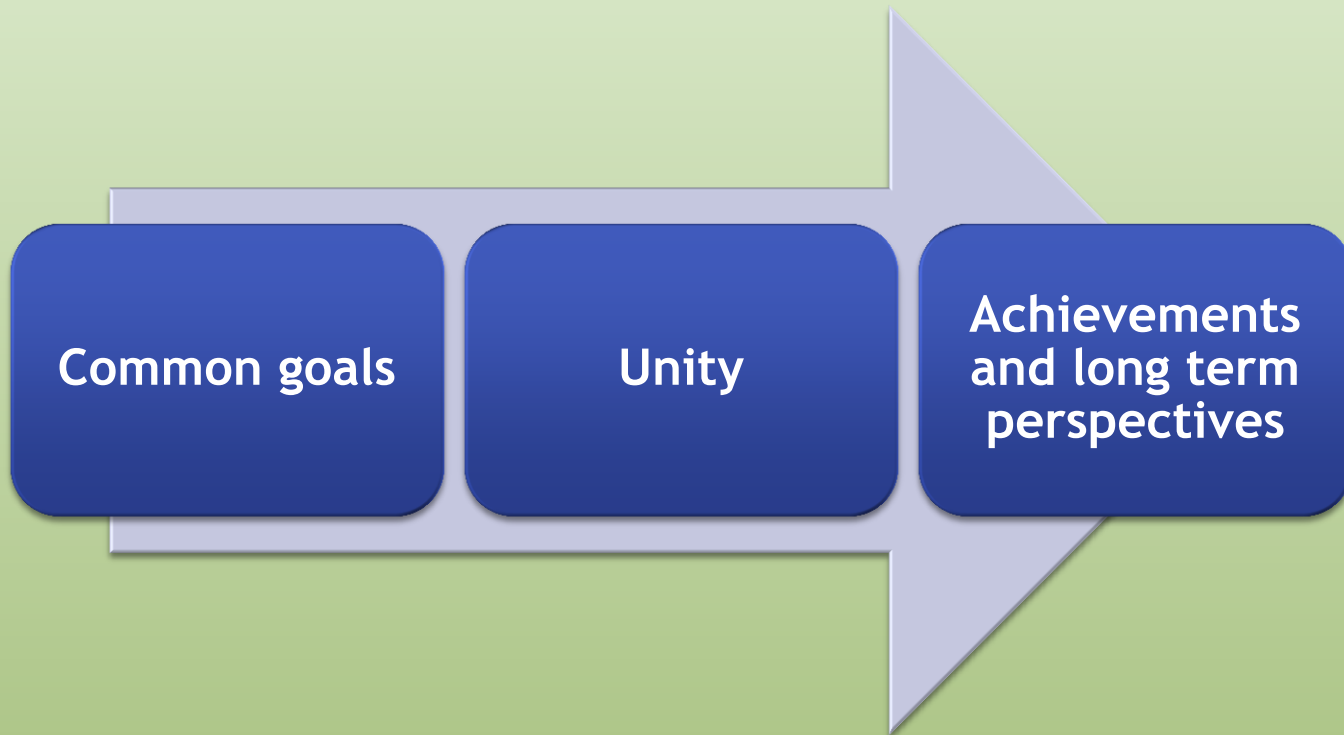 Common goals
Unity
Achievements
and long term
perspectives